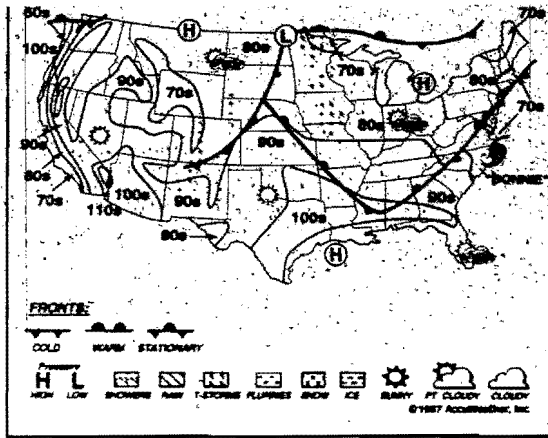 60s
H
L
80s
70s
100s
90s
70s
70s
H
80s
80s
70s
90s
90s
80s
70s
100s
110s
90s
80s
100s
90s
H
"BONNIE"
FRONTS:
COLD WARM STATIONARY
Pressure
H L
HIGH LOW SHOWERS RAIN T-STORMS FLURRIES SNOW ICE SUNNY PT CLOUDY CLOUDY
AccuWeather, Inc.